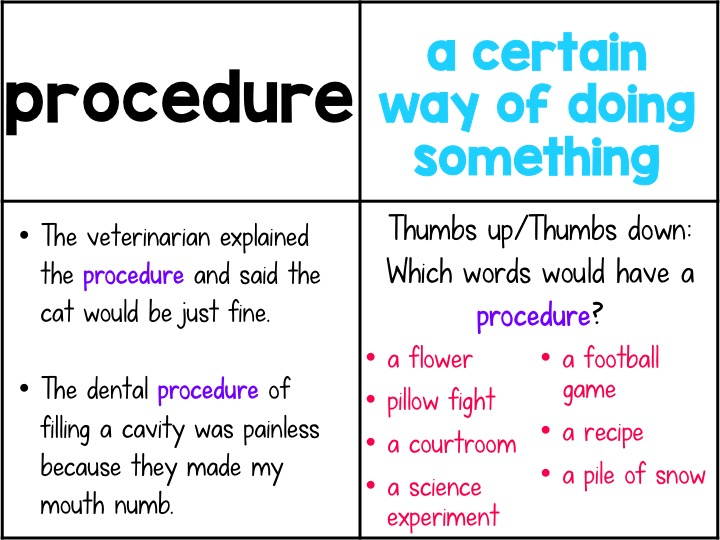 procedure
a certain
way of doing
something
• The veterinarian explained
the procedure and said the
cat would be just fine.
• The dental procedure of
filling a cavity was painless
because they made my
mouth numb.
Thumbs up/Thumbs down:
Which words would have a
procedure?
• a flower
• pillow fight
• a courtroom
• a science
experiment
• a football
game
• a recipe
• a pile of snow